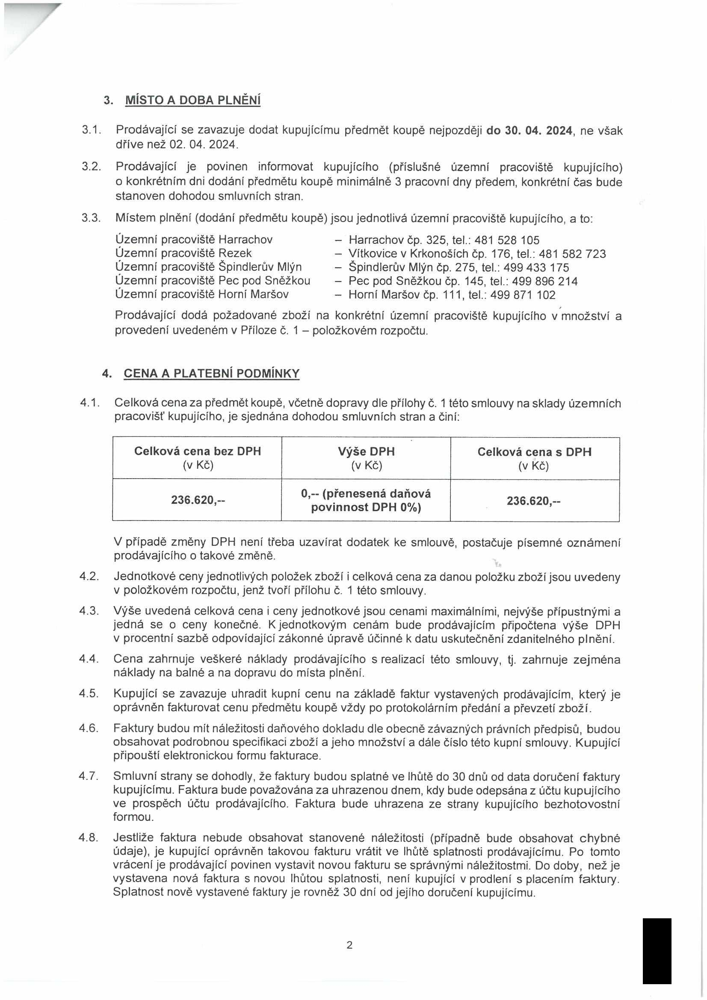 3. MÍSTO A DOBA PLNĚNÍ
3.1. Prodávající se zavazuje dodat kupujícímu předmět koupě nejpozději do 30. 04. 2024, ne však
dříve než 02. 04. 2024.
3.2. Prodávající je povinen informovat kupujícího (příslušné územní pracoviště kupujícího)
o konkrétním dni dodání předmětu koupě minimálně 3 pracovní dny předem, konkrétní čas bude
stanoven dohodou smluvních stran.
3.3. Místem plnění (dodání předmětu koupě) jsou jednotlivá územní pracoviště kupujícího, a to:
Územní pracoviště Harrachov – Harrachov čp. 325, tel.: 481 528 105
Územní pracoviště Rezek – Vítkovice v Krkonoších čp. 176, tel.: 481 582 723
Územní pracoviště Špindlerův Mlýn – Špindlerův Mlýn čp. 275, tel.: 499 433 175
Územní pracoviště Pec pod Sněžkou – Pec pod Sněžkou čp. 145, tel.: 499 896 214
Územní pracoviště Horní Maršov – Horní Maršov čp. 111, tel.: 499 871 102
Prodávající dodá požadované zboží na konkrétní územní pracoviště kupujícího v množství a
provedení uvedeném v Příloze č. 1 – položkovém rozpočtu.
4. CENA A PLATEBNÍ PODMÍNKY
4.1. Celková cena za předmět koupě, včetně dopravy dle přílohy č. 1 této smlouvy na sklady územních
pracovišť kupujícího, je sjednána dohodou smluvních stran a činí:
Celková cena bez DPH Výše DPH Celková cena s DPH
(v Kč) (v Kč) (v Kč)
236.620,-- 0,-- (přenesená daňová povinnost DPH 0%) 236.620,--
V případě změny DPH není třeba uzavírat dodatek ke smlouvě, postačuje písemné oznámení
prodávajícího o takové změně.
4.2. Jednotkové ceny jednotlivých položek zboží i celková cena za danou položku zboží jsou uvedeny
v položkovém rozpočtu, jenž tvoří přílohu č. 1 této smlouvy.
4.3. Výše uvedená celková cena i ceny jednotkové jsou cenami maximálními, nejvýše přípustnými a
jedná se o ceny konečné. K jednotkovým cenám bude prodávajícím připočtena výše DPH
v procentní sazbě odpovídající zákonné úpravě účinné k datu uskutečnění zdanitelného plnění.
4.4. Cena zahrnuje veškeré náklady prodávajícího s realizací této smlouvy, tj. zahrnuje zejména
náklady na balné a na dopravu do místa plnění.
4.5. Kupující se zavazuje uhradit kupní cenu na základě faktur vystavených prodávajícím, který je
oprávněn fakturovat cenu předmětu koupě vždy po protokolárním předání a převzetí zboží.
4.6. Faktury budou mít náležitosti daňového dokladu dle obecně závazných právních předpisů, budou
obsahovat podrobnou specifikaci zboží a jeho množství a dále číslo této kupní smlouvy. Kupující
připouští elektronickou formu fakturace.
4.7. Smluvní strany se dohodly, že faktury budou splatné ve lhůtě do 30 dnů od data doručení faktury
kupujícímu. Faktura bude považována za uhrazenou dnem, kdy bude odepsána z účtu kupujícího
ve prospěch účtu prodávajícího. Faktura bude uhrazena ze strany kupujícího bezhotovostní
formou.
4.8. Jestliže faktura nebude obsahovat stanovené náležitosti (případně bude obsahovat chybné
údaje), je kupující oprávněn takovou fakturu vrátit ve lhůtě splatnosti prodávajícímu. Po tomto
vrácení je prodávající povinen vystavit novou fakturu se správnými náležitostmi. Do doby, než je
vystavena nová faktura s novou lhůtou splatnosti, není kupující v prodlení s placením faktury.
Splatnost nově vystavené faktury je rovněž 30 dní od jejího doručení kupujícímu.
2